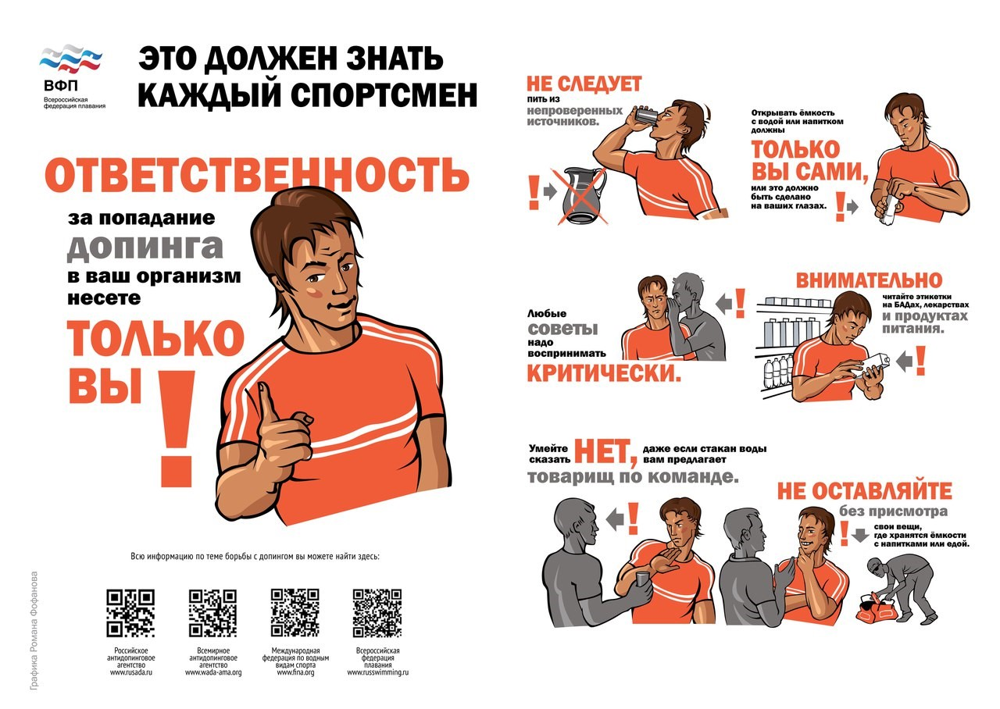 ВФП
Всероссийская
федерация плавания
ЭТО ДОЛЖЕН ЗНАТЬ
КАЖДЫЙ СПОРТСМЕН
ОТВЕТСТВЕННОСТЬ
за попадание
допинга
в ваш организм
несете
ТОЛЬКО
ВЫ!
Всю информацию по теме борьбы с допингом вы можете найти здесь:
Российское
антидопинговое
агентство
www.rusada.ru
Всемирное
антидопинговое
агентство
www.wada-ama.org
Международная
федерация по водным
видам спорта
www.fina.org
Всероссийская
федерация
плавания
www.russwimming.ru
Графика Романа Фофанова
НЕ СЛЕДУЕТ
пить из
непроверенных
источников.
!
Открывать ёмкость
с водой или напитком
должны
ТОЛЬКО
ВЫ САМИ,
или это должно
быть сделано
на ваших глазах.
!
Любые
советы
надо
воспринимать
КРИТИЧЕСКИ.
!
ВНИМАТЕЛЬНО
читайте этикетки
на БАДах, лекарствах
и продуктах
питания.
!
Умейте
сказать
НЕТ,
даже если стакан воды
вам предлагает
товарищ по команде.
!
НЕ ОСТАВЛЯЙТЕ
без присмотра
свои вещи,
где хранятся ёмкости
с напитками или едой.
!